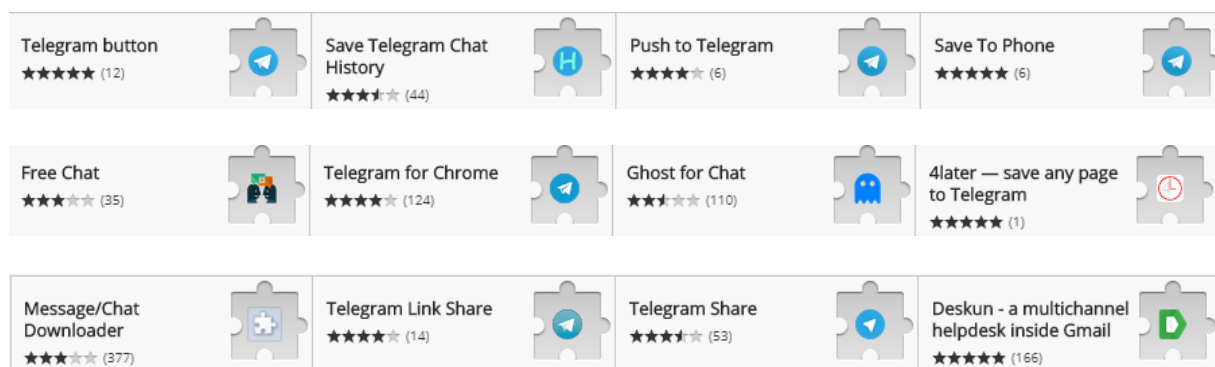 Telegram button
★★★★★ (12)
Save Telegram Chat
History
(44)
Push to Telegram
★★★★☆ (6)
Save To Phone
★★★★★ (6)
Free Chat
★★★☆☆ (35)
Telegram for Chrome
★★★★☆ (124)
Ghost for Chat
(110)
4later — save any page
to Telegram
★★★★★ (1)
Message/Chat
Downloader
★★★☆☆ (377)
Telegram Link Share
★★★★☆ (14)
Telegram Share
(53)
Deskun - a multichannel
helpdesk inside Gmail
★★★★★ (166)